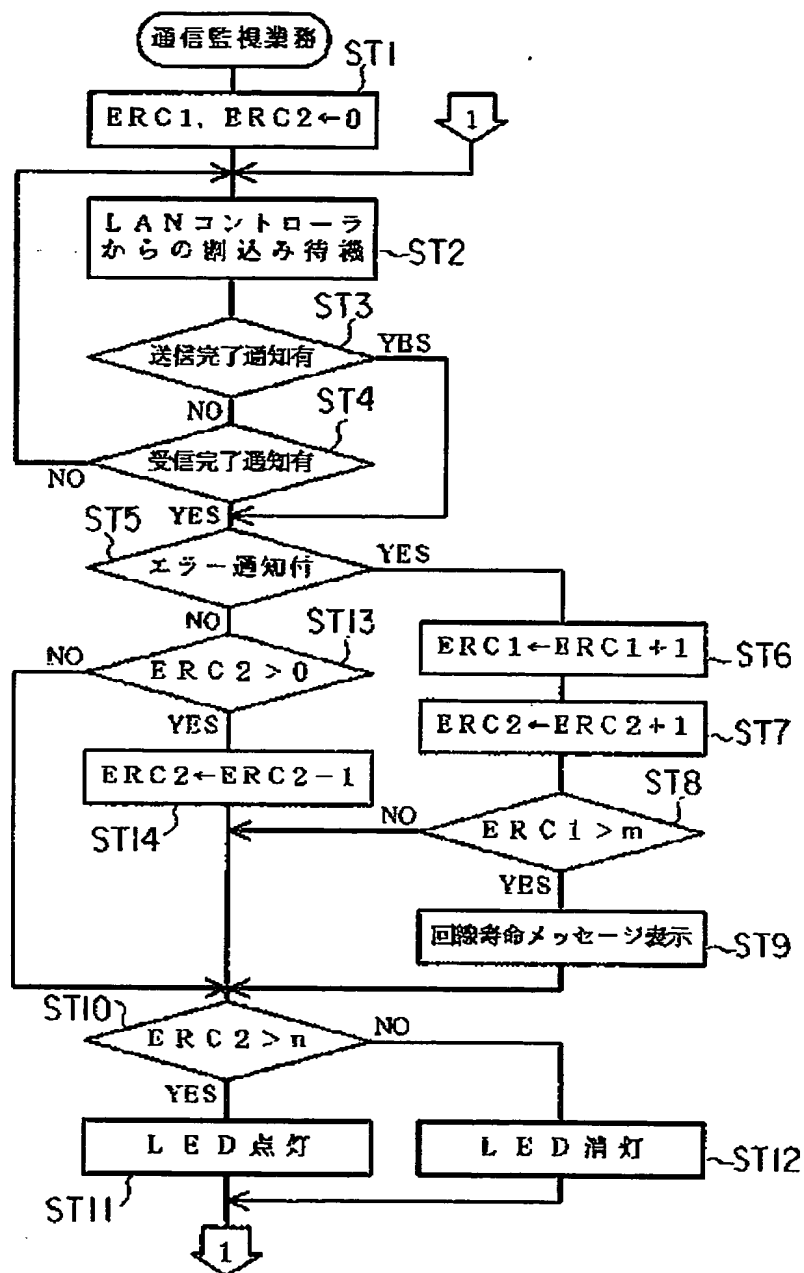 通信監視業務
ST1
ERC1, ERC2←0
1
LANコントローラ
からの割込み待機
ST2
ST3
送信完了通知有
YES
NO
ST4
受信完了通知有
NO
YES
ST5
エラー通知付
YES
NO
ST13
ERC2>0
NO
YES
ERC1←ERC1+1
ST6
ERC2←ERC2+1
ST7
ERC2←ERC2-1
ST14
ST8
ERC1>m
NO
YES
回線寿命メッセージ表示
ST9
ST10
ERC2>n
NO
YES
LED点灯
ST11
LED消灯
ST12
1